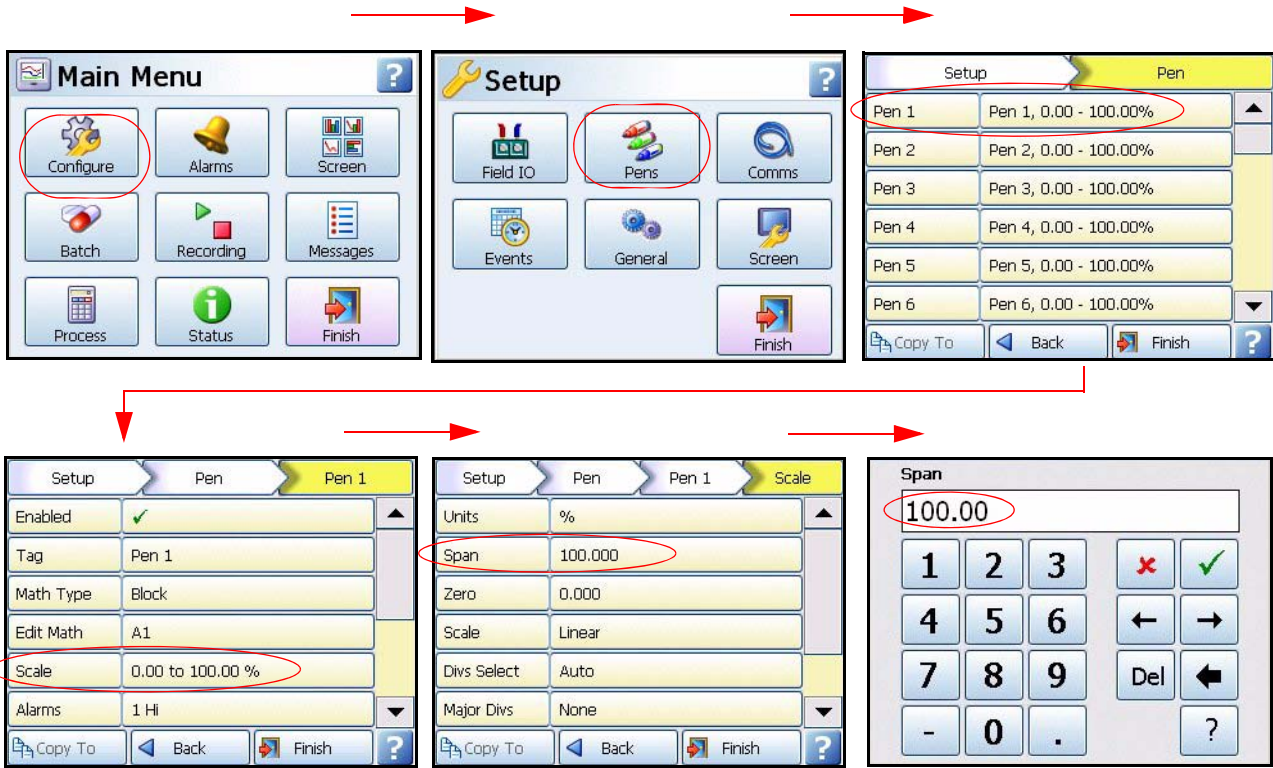 Main Menu ?
Configure Alarms Screen
Batch Recording Messages
Process Status Finish
Setup ?
Field IO Pens Comms
Events General Screen
Finish
Setup Pen
Pen 1 Pen 1, 0.00 - 100.00%
Pen 2 Pen 2, 0.00 - 100.00%
Pen 3 Pen 3, 0.00 - 100.00%
Pen 4 Pen 4, 0.00 - 100.00%
Pen 5 Pen 5, 0.00 - 100.00%
Pen 6 Pen 6, 0.00 - 100.00%
Copy To Back Finish ?
Setup Pen Pen 1
Enabled ✓
Tag Pen 1
Math Type Block
Edit Math A1
Scale 0.00 to 100.00 %
Alarms 1 Hi
Copy To Back Finish ?
Setup Pen Pen 1 Scale
Units %
Span 100.000
Zero 0.000
Scale Linear
Divs Select Auto
Major Divs None
Copy To Back Finish ?
Span
100.00
1 2 3
4 5 6 ← →
7 8 9 Del
- 0 . ?